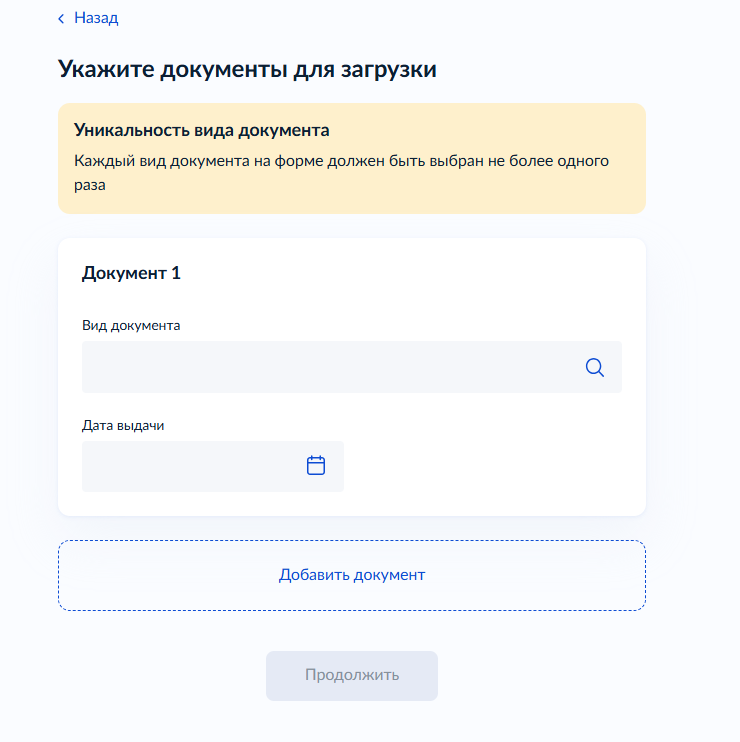 Назад
Укажите документы для загрузки
Уникальность вида документа
Каждый вид документа на форме должен быть выбран не более одного
раза
Документ 1
Вид документа
Дата выдачи
Добавить документ
Продолжить